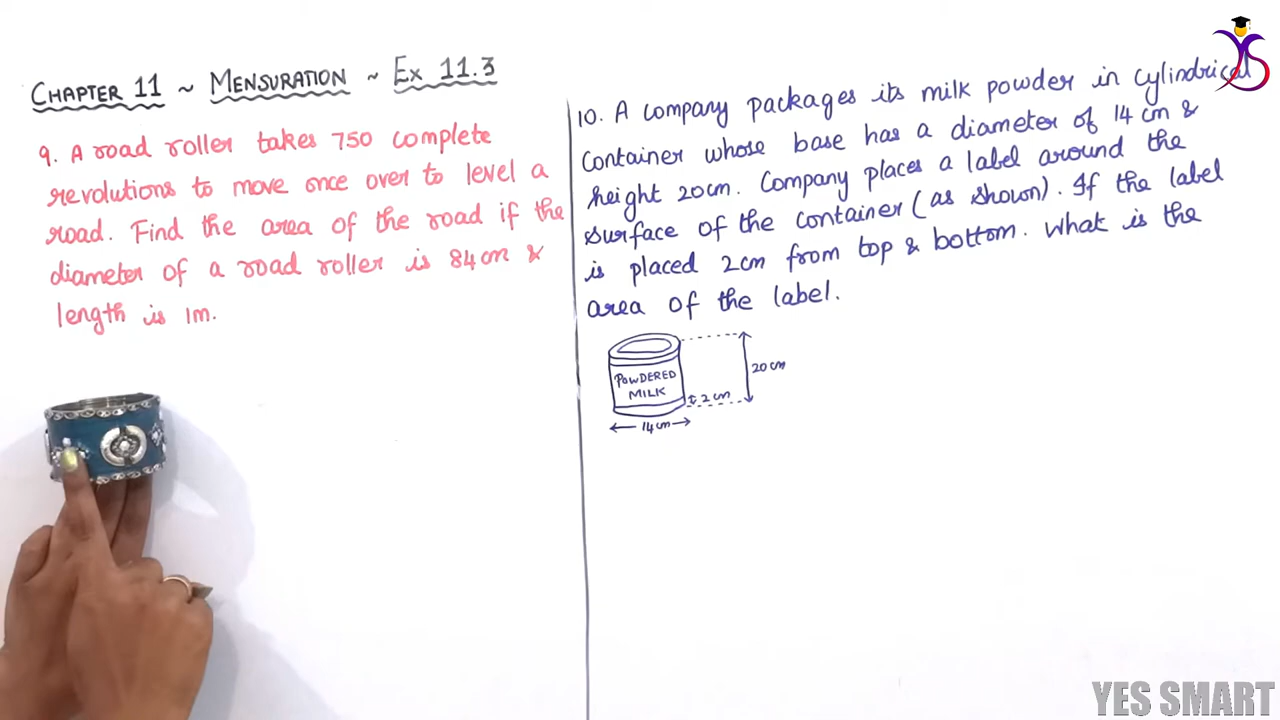 CHAPTER 11 ~ MENSURATION ~ Ex 11.3
9. A road roller takes 750 complete
revolutions to move once over to level a
road. Find the area of the road if the
diameter of a road roller is 84cm &
length is 1m.
10. A company packages its milk powder in cylindrical
Container whose base has a diameter of 14 cm &
height 20cm. Company places a label around the
surface of the container (as shown). If the label
is placed 2cm from top & bottom. What is the
area of the label.
POWDERED
MILK
20 cm
2 cm
14cm
YES SMART